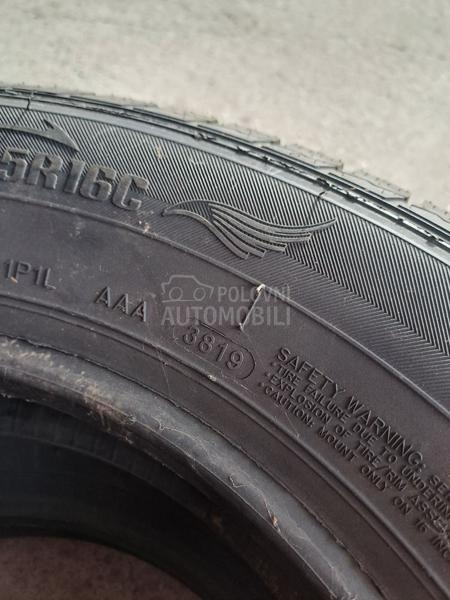 5R16C
1P1L
AAA
3819
POLOVNI
AUTOMOBILI
SAFETY WARNING:
•TIRE FAILURE DUE TO
•EXPLOSION OF TIRE/RIM
•CAUTION: MOUNT ONLY ON 16